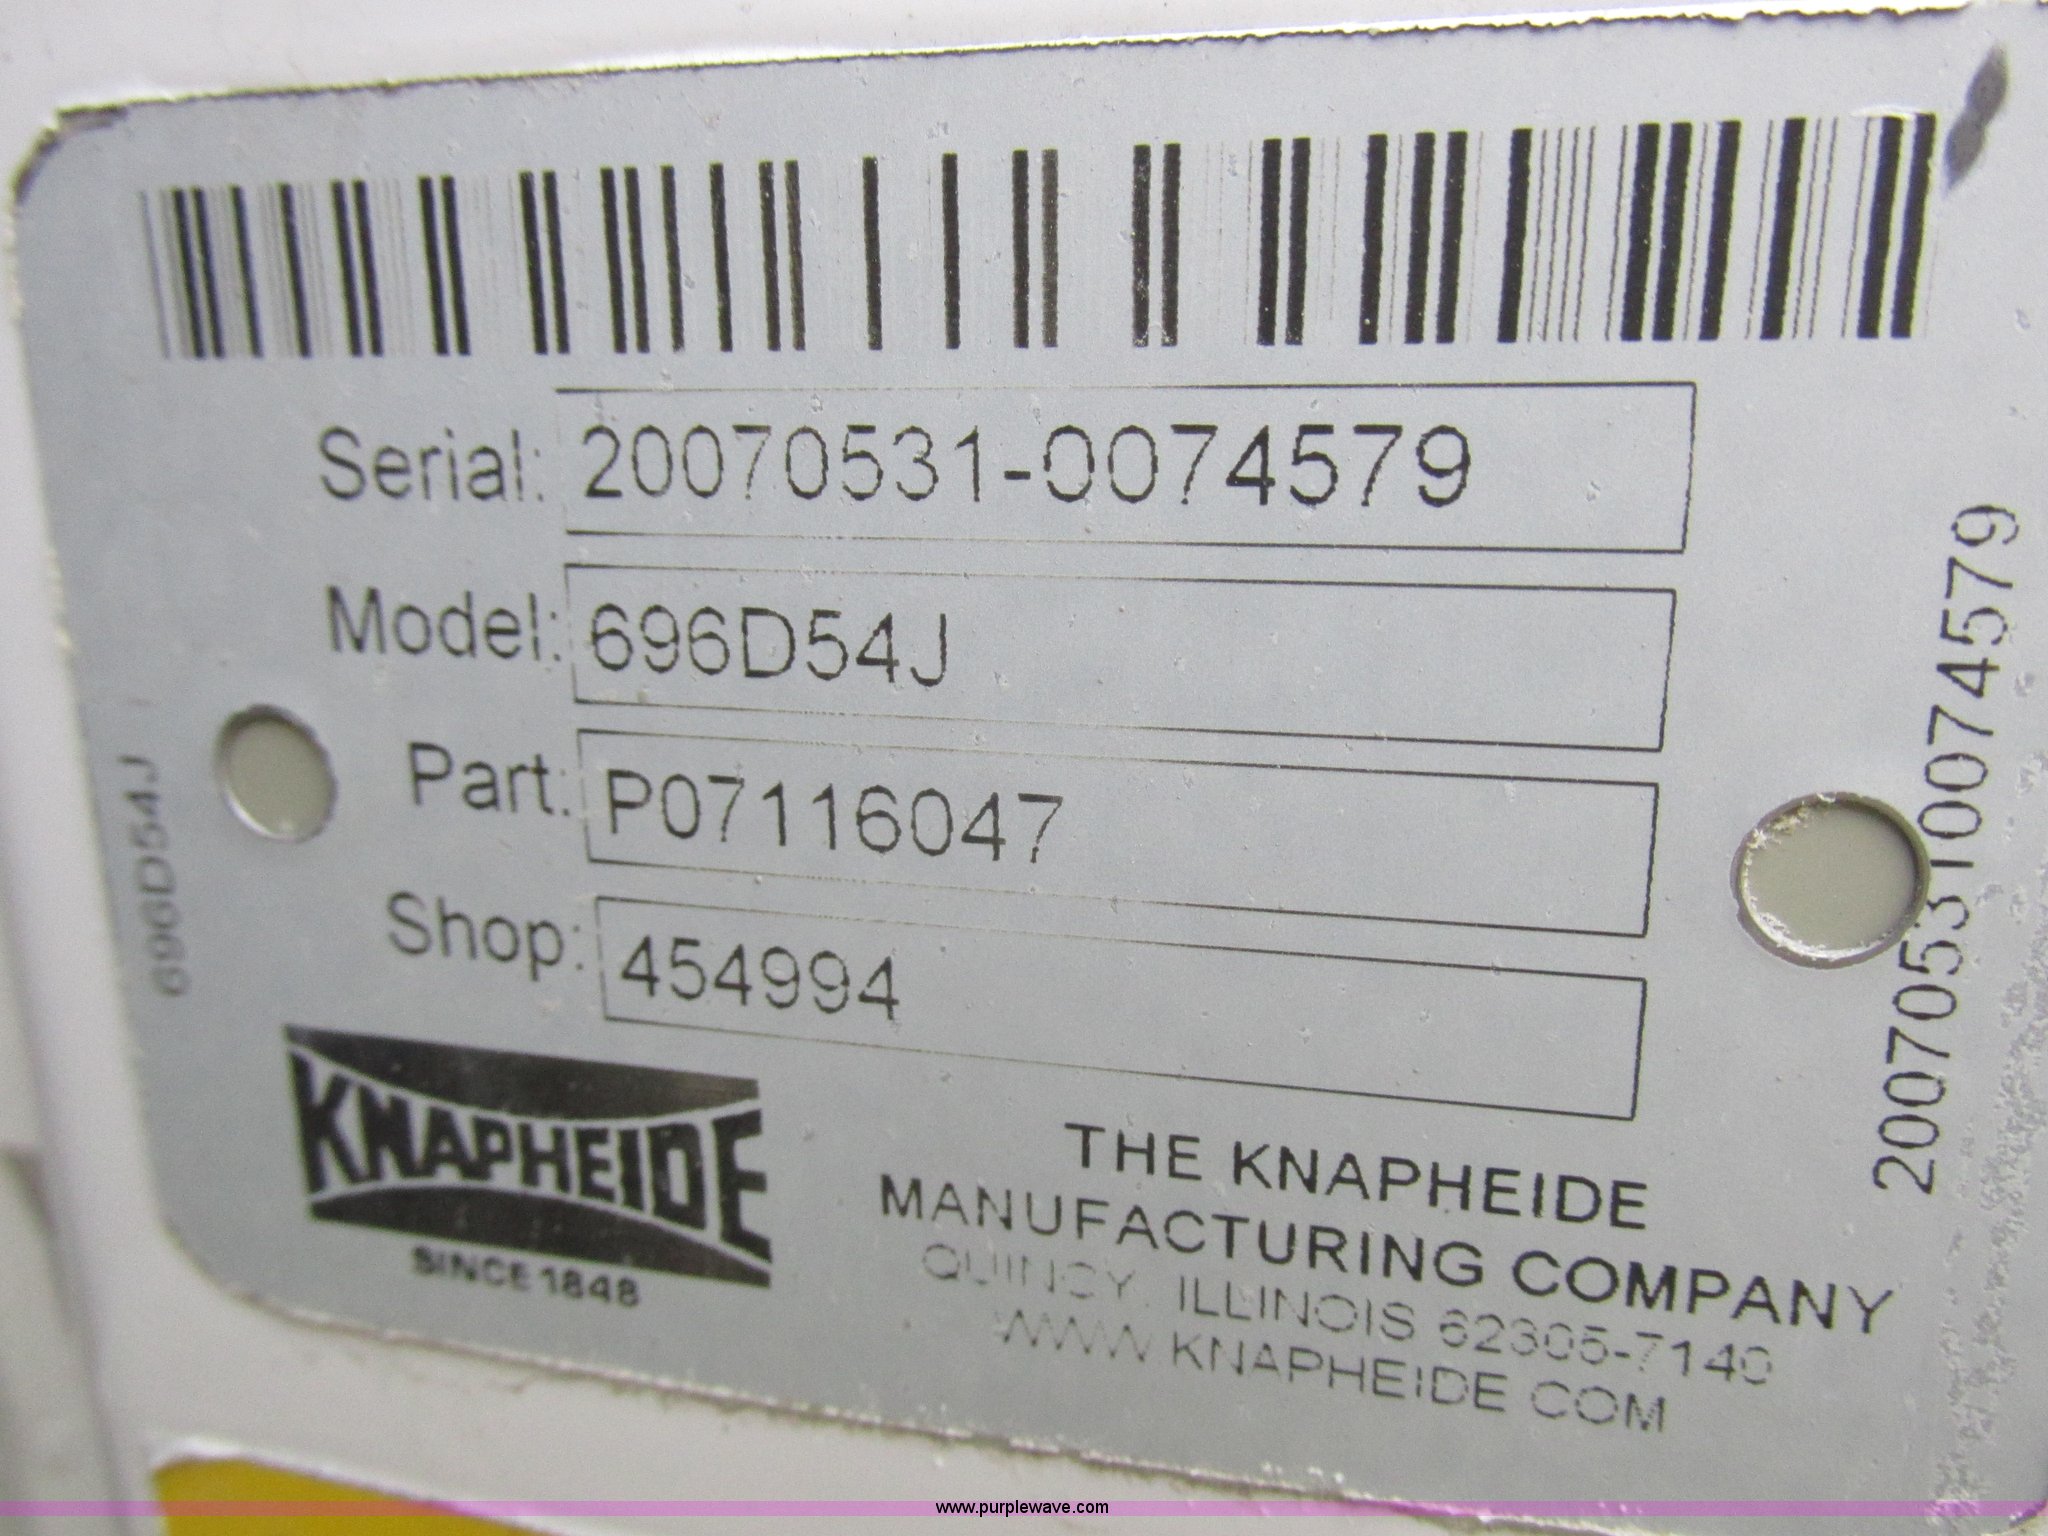 Serial: 20070531-0074579
Model: 696D54J
Part: P07116047
Shop: 454994
KNAPHEIDE
SINCE 1848
THE KNAPHEIDE
MANUFACTURING COMPANY
QUINCY, ILLINOIS 62305-7140
WWW.KNAPHEIDE.COM
696D54J
200705310074579
www.purplewave.com